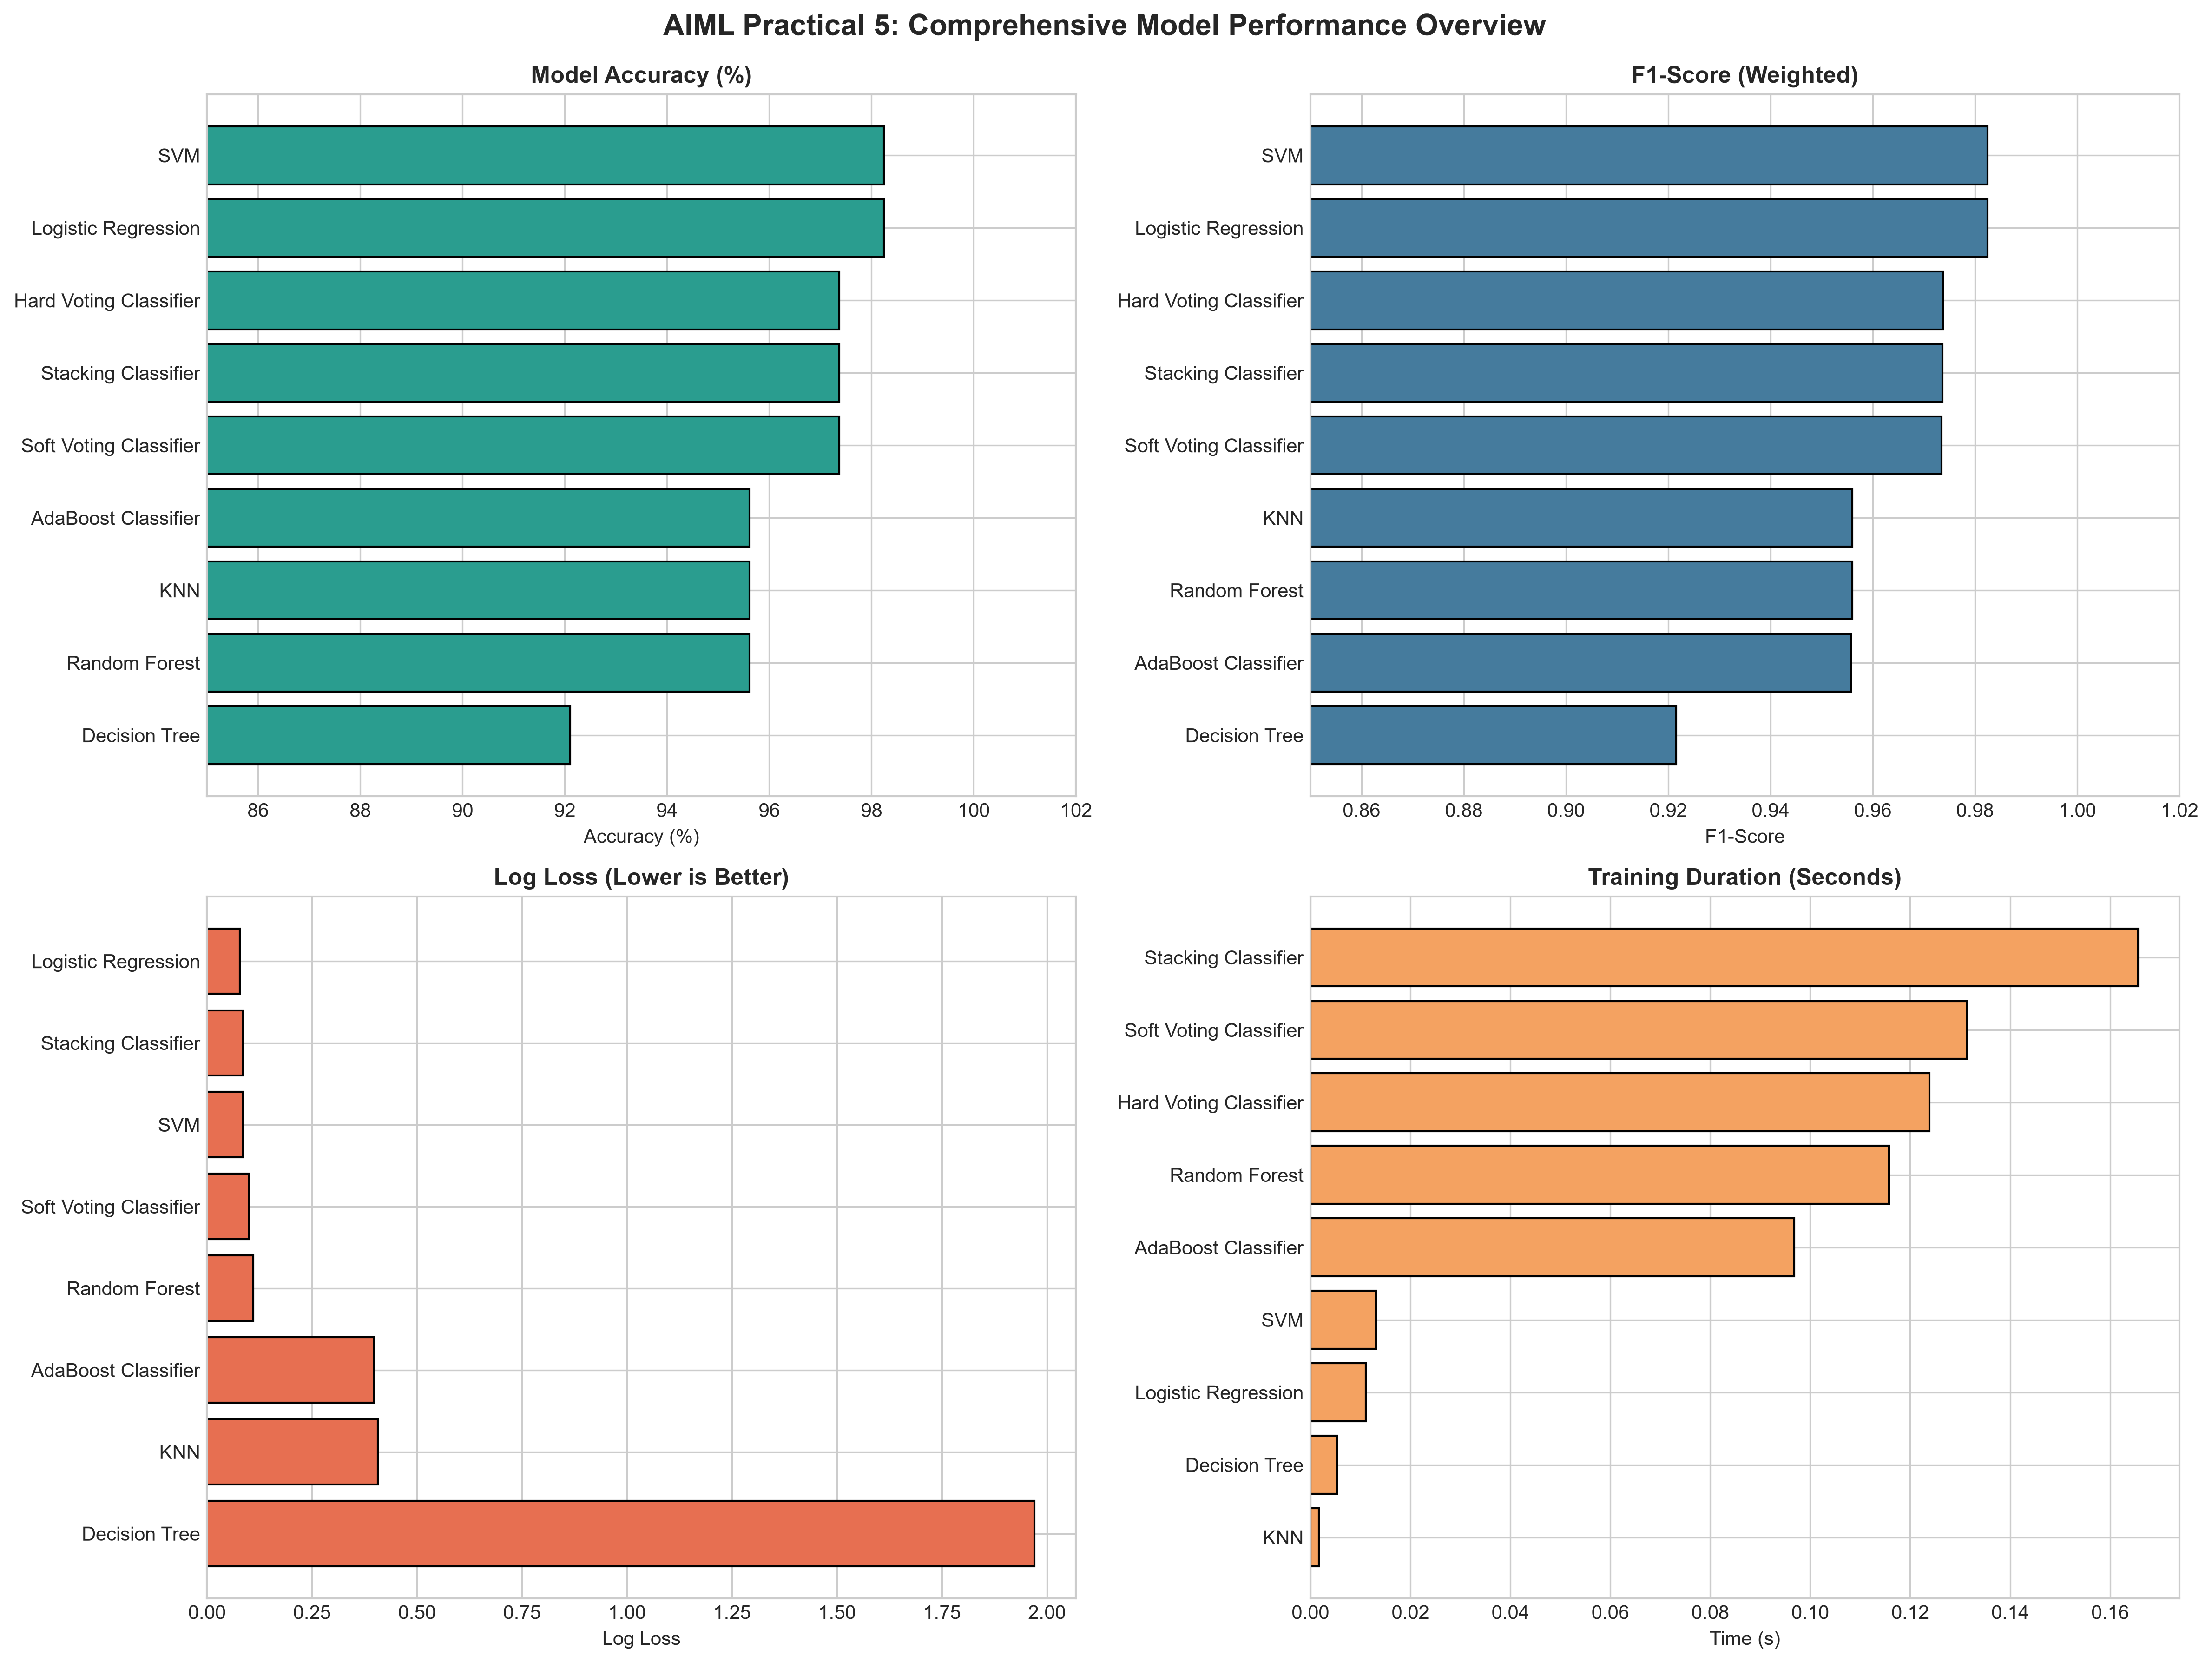 AIML Practical 5: Comprehensive Model Performance Overview
Model Accuracy (%)
SVM
Logistic Regression
Hard Voting Classifier
Stacking Classifier
Soft Voting Classifier
AdaBoost Classifier
KNN
Random Forest
Decision Tree
86 88 90 92 94 96 98 100 102
Accuracy (%)
F1-Score (Weighted)
SVM
Logistic Regression
Hard Voting Classifier
Stacking Classifier
Soft Voting Classifier
KNN
Random Forest
AdaBoost Classifier
Decision Tree
0.86 0.88 0.90 0.92 0.94 0.96 0.98 1.00 1.02
F1-Score
Log Loss (Lower is Better)
Logistic Regression
Stacking Classifier
SVM
Soft Voting Classifier
Random Forest
AdaBoost Classifier
KNN
Decision Tree
0.00 0.25 0.50 0.75 1.00 1.25 1.50 1.75 2.00
Log Loss
Training Duration (Seconds)
Stacking Classifier
Soft Voting Classifier
Hard Voting Classifier
Random Forest
AdaBoost Classifier
SVM
Logistic Regression
Decision Tree
KNN
0.00 0.02 0.04 0.06 0.08 0.10 0.12 0.14 0.16
Time (s)